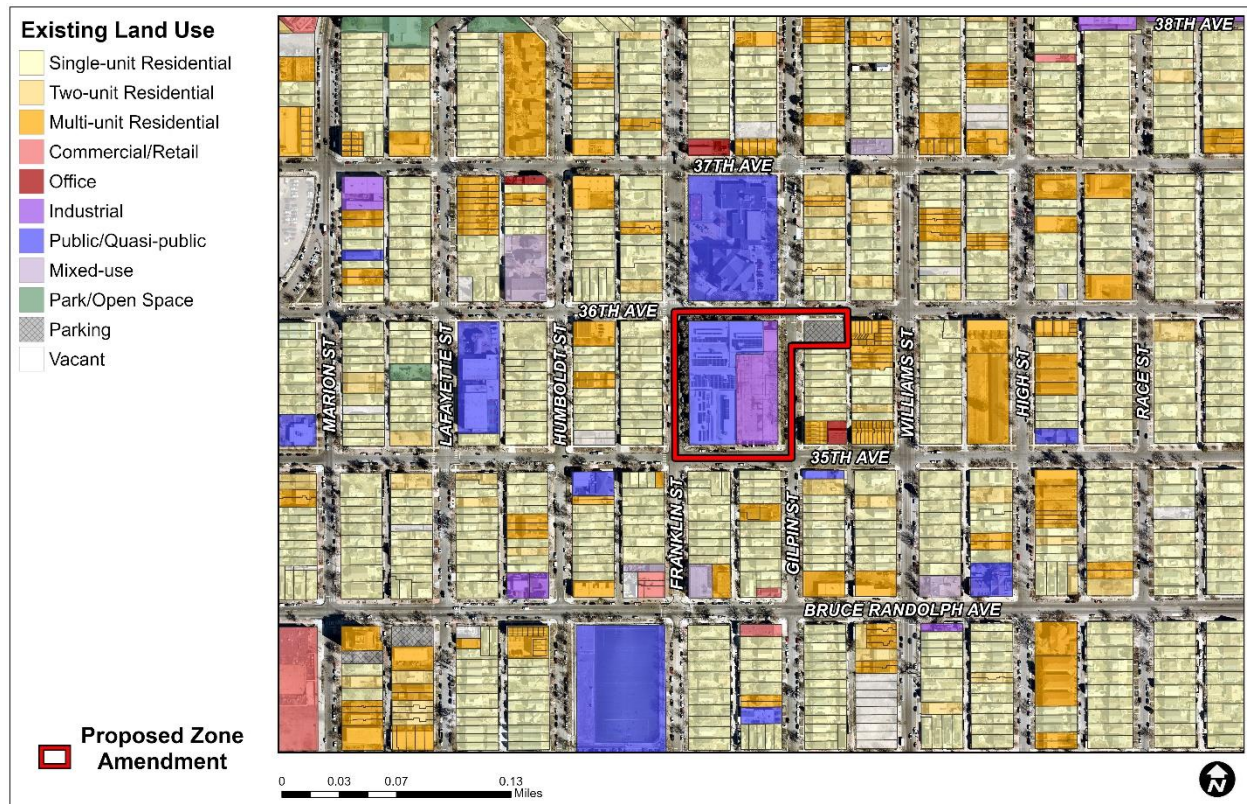 Existing Land Use
Single-unit Residential
Two-unit Residential
Multi-unit Residential
Commercial/Retail
Office
Industrial
Public/Quasi-public
Mixed-use
Park/Open Space
Parking
Vacant
38TH AVE
37TH AVE
36TH AVE
MARION ST
LAFAYETTE ST
HUMBOLDT ST
WILLIAMS ST
HIGH ST
RACE ST
35TH AVE
FRANKLIN ST
GILPIN ST
BRUCE RANDOLPH AVE
Proposed Zone
Amendment
0 0.03 0.07 0.13
Miles
N